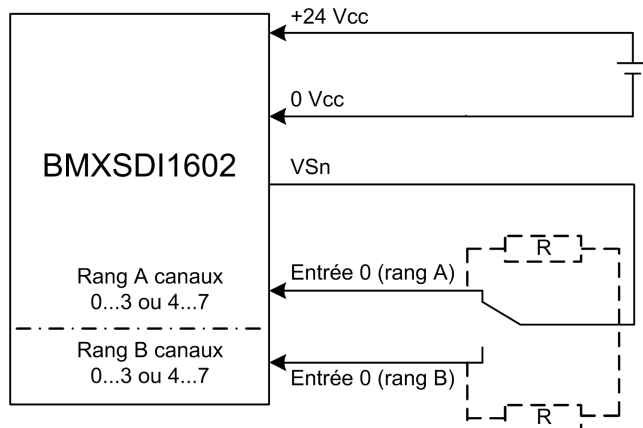 +24 Vcc
0 Vcc
BMXSDI1602
VSn
R
Rang A canaux
0...3 ou 4...7
Entrée 0 (rang A)
Rang B canaux
0...3 ou 4...7
Entrée 0 (rang B)
R